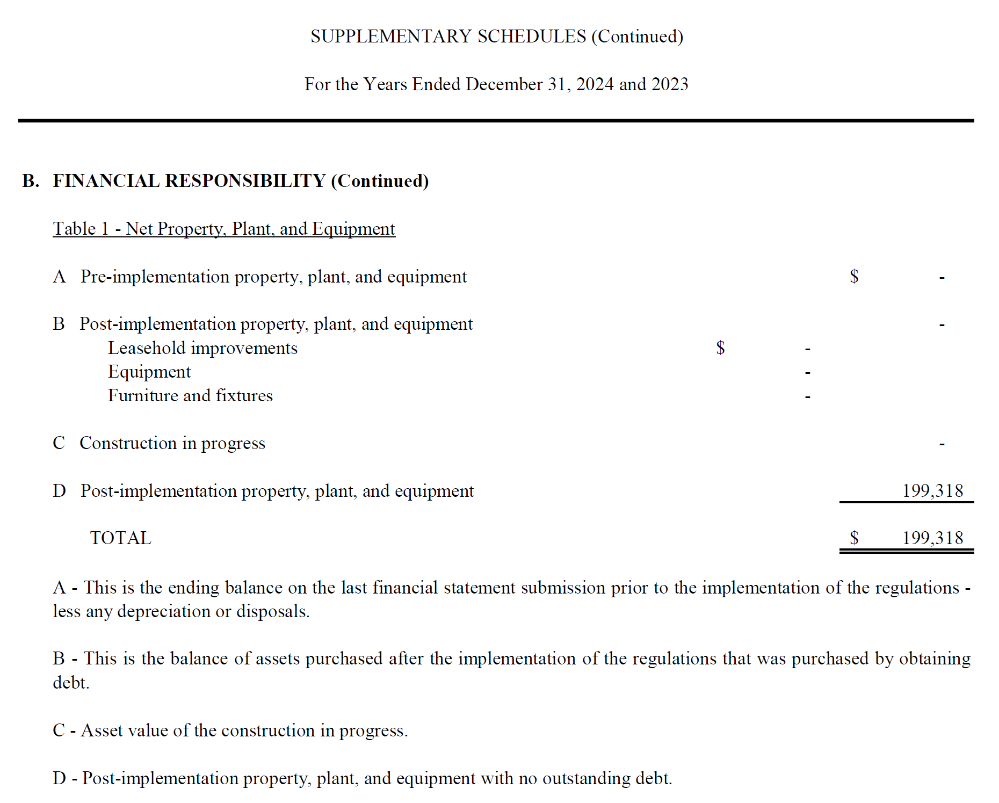 SUPPLEMENTARY SCHEDULES (Continued)
For the Years Ended December 31, 2024 and 2023
B. FINANCIAL RESPONSIBILITY (Continued)
Table 1 - Net Property, Plant, and Equipment
A Pre-implementation property, plant, and equipment $ -
B Post-implementation property, plant, and equipment -
Leasehold improvements $ -
Equipment -
Furniture and fixtures -
C Construction in progress -
D Post-implementation property, plant, and equipment 199,318
TOTAL $ 199,318
A - This is the ending balance on the last financial statement submission prior to the implementation of the regulations -
less any depreciation or disposals.
B - This is the balance of assets purchased after the implementation of the regulations that was purchased by obtaining
debt.
C - Asset value of the construction in progress.
D - Post-implementation property, plant, and equipment with no outstanding debt.